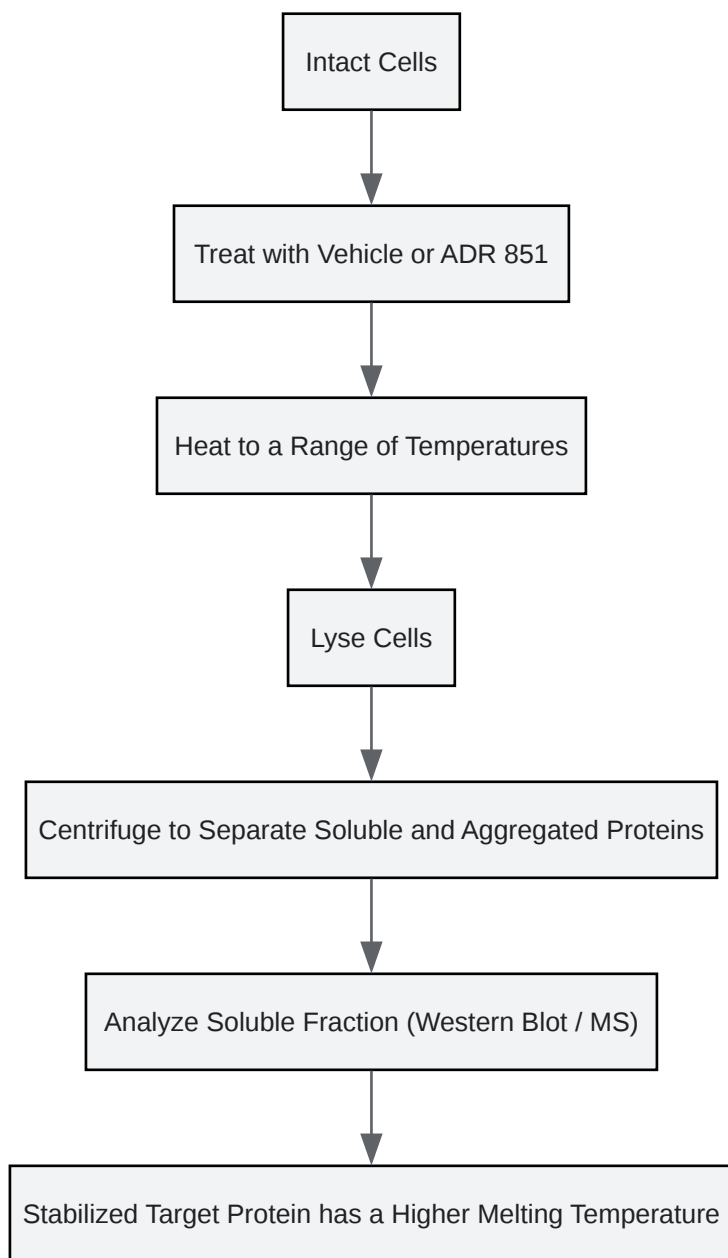 Intact Cells
Treat with Vehicle or ADR 851
Heat to a Range of Temperatures
Lyse Cells
Centrifuge to Separate Soluble and Aggregated Proteins
Analyze Soluble Fraction (Western Blot / MS)
Stabilized Target Protein has a Higher Melting Temperature